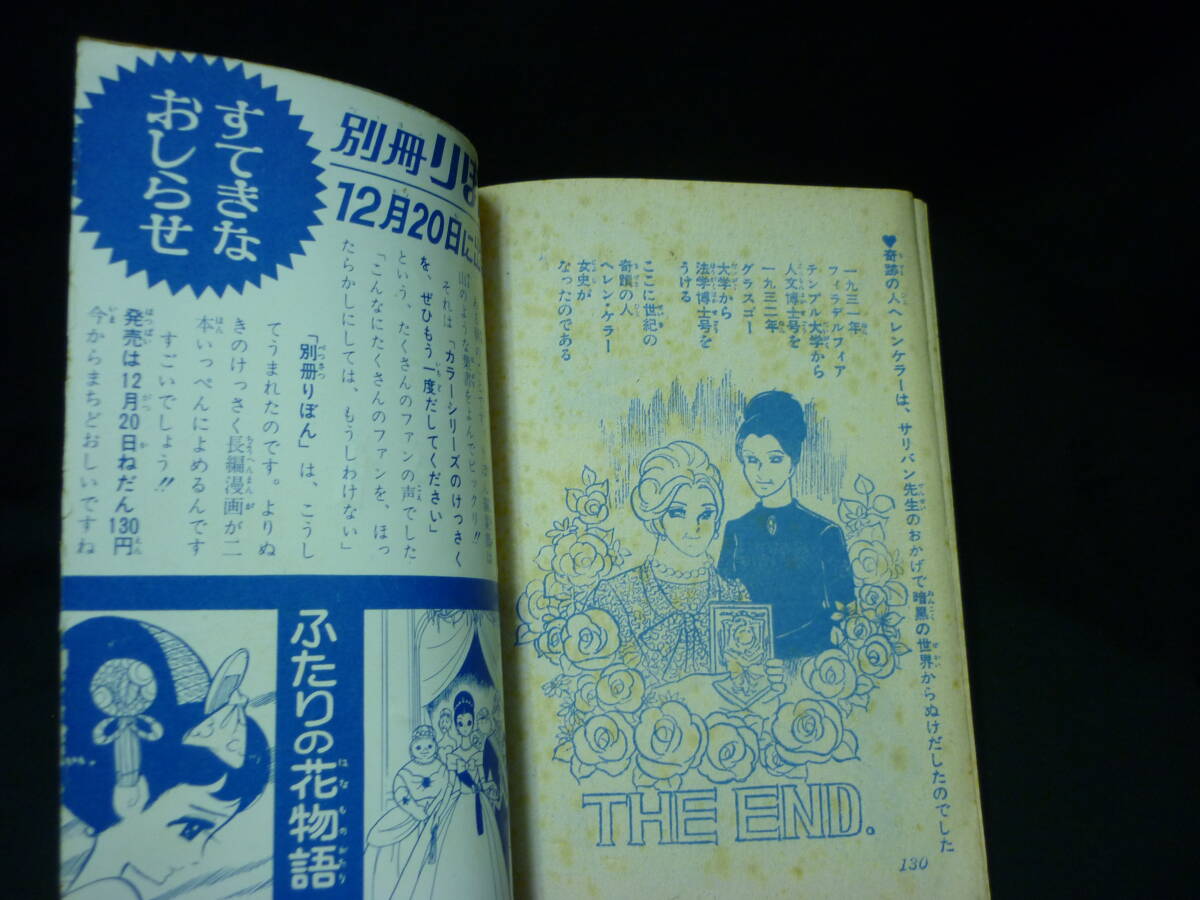 すてきな
おしらせ
別冊りぼ
12月20日に
山のような葉書をよんでビックリ!!
それは「カラーシリーズのけっさく
を、ぜひもう一度だしてください」
という、たくさんのファンの声でした
「こんなにたくさんのファンを、ほっ
たらかしにしては、もうしわけない」
「別冊りぼん」は、こうし
てうまれたのです。よりぬ
きのけっさく長編漫画が二
本いっぺんによめるんです
すごいでしょう!!
発売は12月20日ねだん130円
今からまちどおしいですね
ふたりの花物語
♥奇跡の人ヘレンケラーは、サリバン先生のおかげで暗黒の世界からぬけだしたのでした
一九三一年
フィラデルフィア
テンプル大学から
人文博士号を
一九三二年
グラスゴー
大学から
法学博士号を
うける
ここに世紀の
奇蹟の人
ヘレン・ケラー
女史が
なったのである
THE END.
130